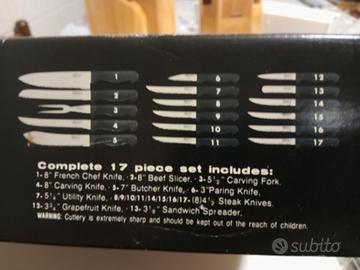 1
2
3
4
5
6
7
8
9
10
11
12
13
14
15
16
17
Complete 17 piece set includes:
1-8" French Chef Knife, 2-8" Beef Slicer, 3-5½" Carving Fork,
4-8" Carving Knife, 5-7" Butcher Knife, 6-3" Paring Knife,
7-5¼" Utility Knife, 8/9/10/11/12/14/15/16/17-(8)4½ Steak Knives.
13-3¾" Grapefruit Knife, 13-3½" Sandwich Spreader,
WARNING: Cutlery is extremely sharp and should be kept out of the reach of children.
subito